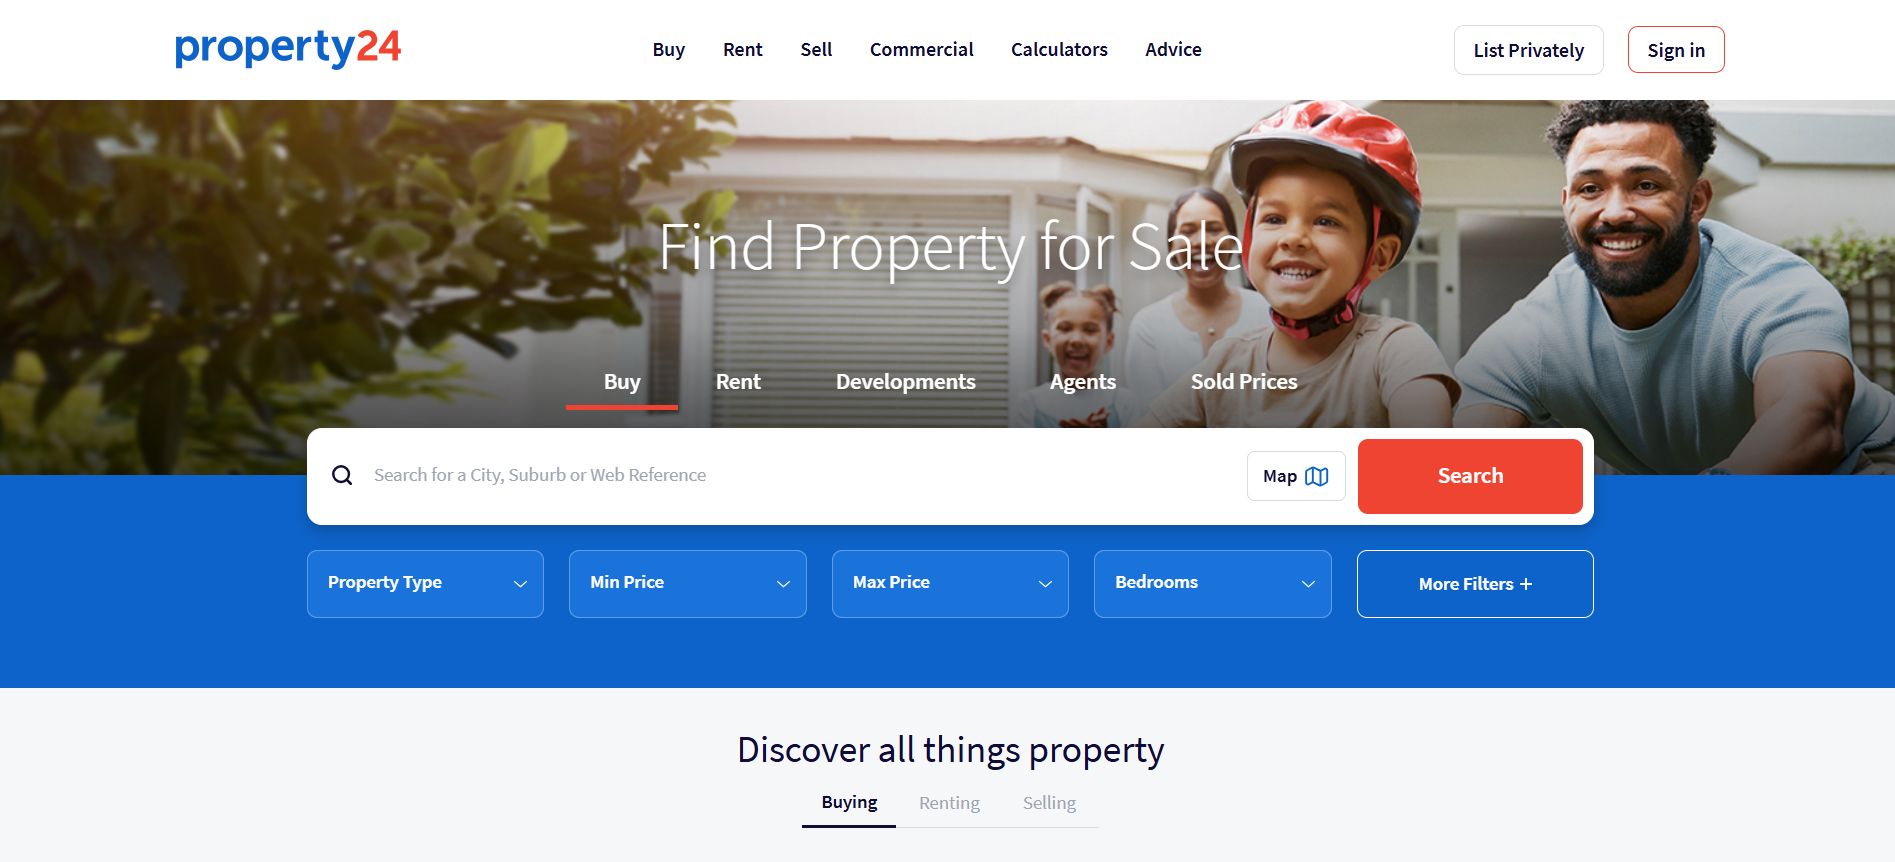 property24
Buy Rent Sell Commercial Calculators Advice
List Privately
Sign in
Find Property for Sale
Buy Rent Developments Agents Sold Prices
Search for a City, Suburb or Web Reference
Map
Search
Property Type
Min Price
Max Price
Bedrooms
More Filters +
Discover all things property
Buying Renting Selling